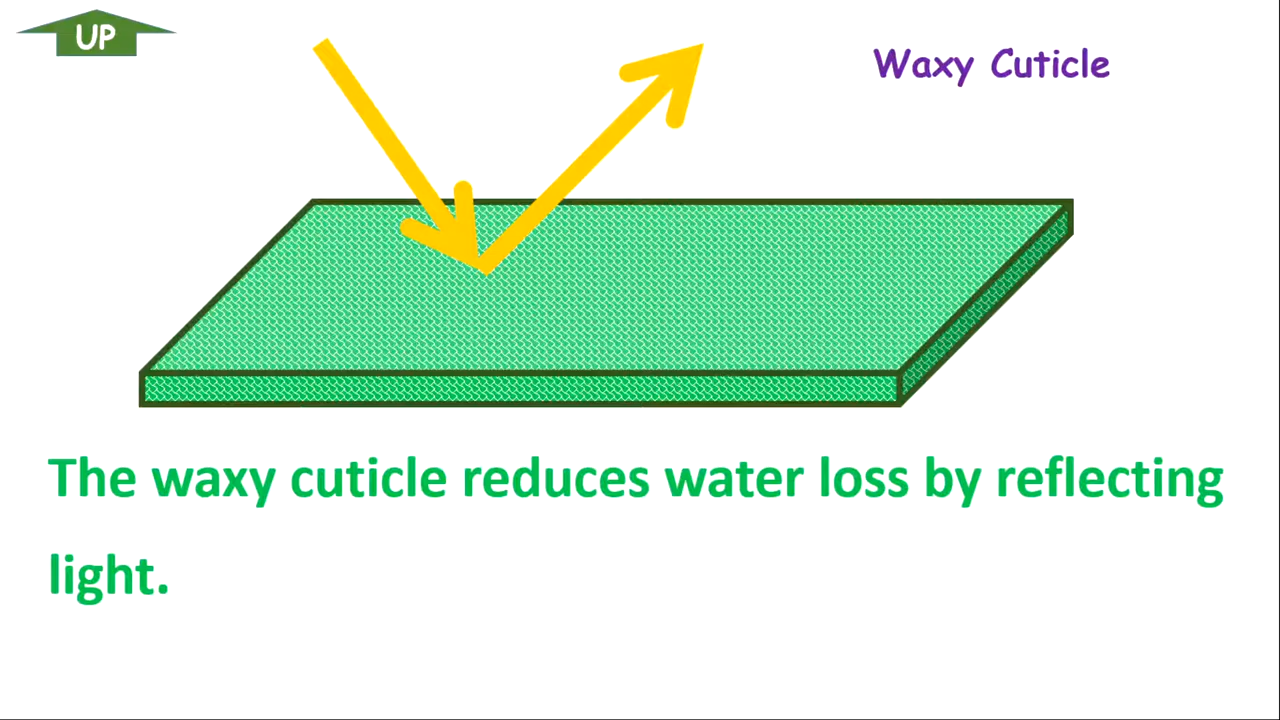 UP
Waxy Cuticle
The waxy cuticle reduces water loss by reflecting
light.